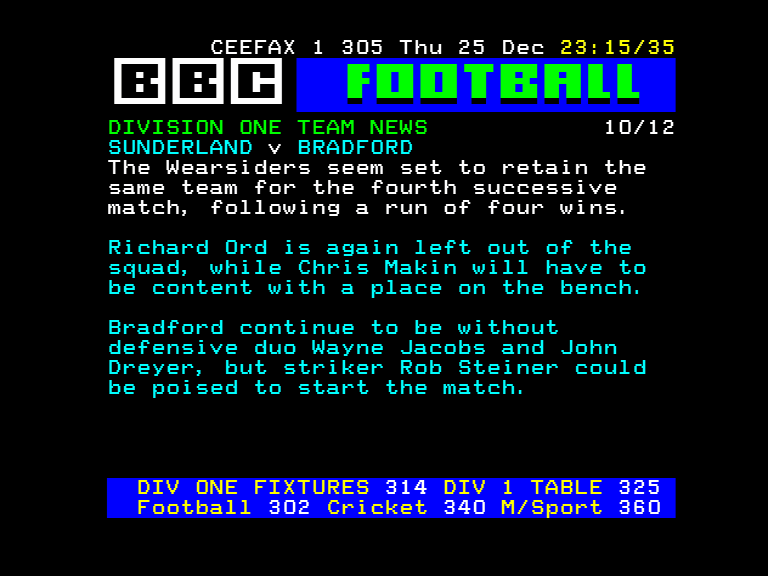 CEEFAX 1 305 Thu 25 Dec 23:15/35
BBC FOOTBALL
DIVISION ONE TEAM NEWS 10/12
SUNDERLAND v BRADFORD
The Wearsiders seem set to retain the
same team for the fourth successive
match, following a run of four wins.
Richard Ord is again left out of the
squad, while Chris Makin will have to
be content with a place on the bench.
Bradford continue to be without
defensive duo Wayne Jacobs and John
Dreyer, but striker Rob Steiner could
be poised to start the match.
DIV ONE FIXTURES 314 DIV 1 TABLE 325
Football 302 Cricket 340 M/Sport 360